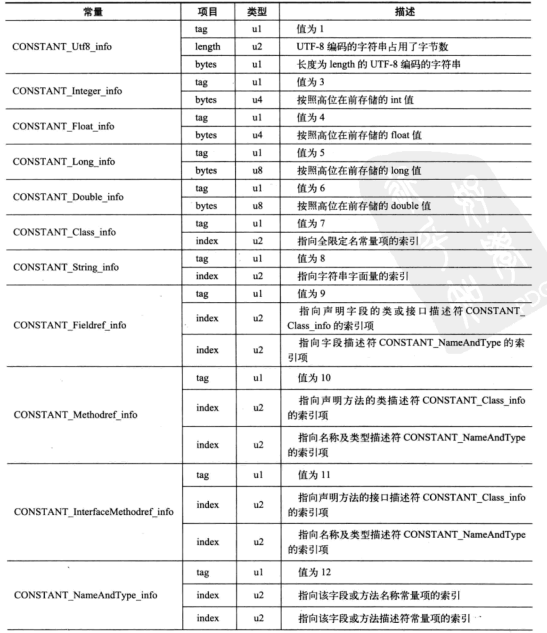 常量 项目 类型 描述
CONSTANT_Utf8_info
tag u1 值为 1
length u2 UTF-8 编码的字符串占用了字节数
bytes u1 长度为 length 的 UTF-8 编码的字符串
CONSTANT_Integer_info
tag u1 值为 3
bytes u4 按照高位在前存储的 int 值
CONSTANT_Float_info
tag u1 值为 4
bytes u4 按照高位在前存储的 float 值
CONSTANT_Long_info
tag u1 值为 5
bytes u8 按照高位在前存储的 long 值
CONSTANT_Double_info
tag u1 值为 6
bytes u8 按照高位在前存储的 double 值
CONSTANT_Class_info
tag u1 值为 7
index u2 指向全限定名常量项的索引
CONSTANT_String_info
tag u1 值为 8
index u2 指向字符串字面量的索引
CONSTANT_Fieldref_info
tag u1 值为 9
index u2 指向声明字段的类或接口描述符 CONSTANT_
Class_info 的索引项
index u2 指向字段描述符 CONSTANT_NameAndType 的索
引项
CONSTANT_Methodref_info
tag u1 值为 10
index u2 指向声明方法的类描述符 CONSTANT_Class_info
的索引项
index u2 指向名称及类型描述符 CONSTANT_NameAndType
的索引项
CONSTANT_InterfaceMethodref_info
tag u1 值为 11
index u2 指向声明方法的接口描述符 CONSTANT_Class_info
的索引项
index u2 指向名称及类型描述符 CONSTANT_NameAndType
的索引项
CONSTANT_NameAndType_info
tag u1 值为 12
index u2 指向该字段或方法名称常量项的索引
index u2 指向该字段或方法描述符常量项的索引